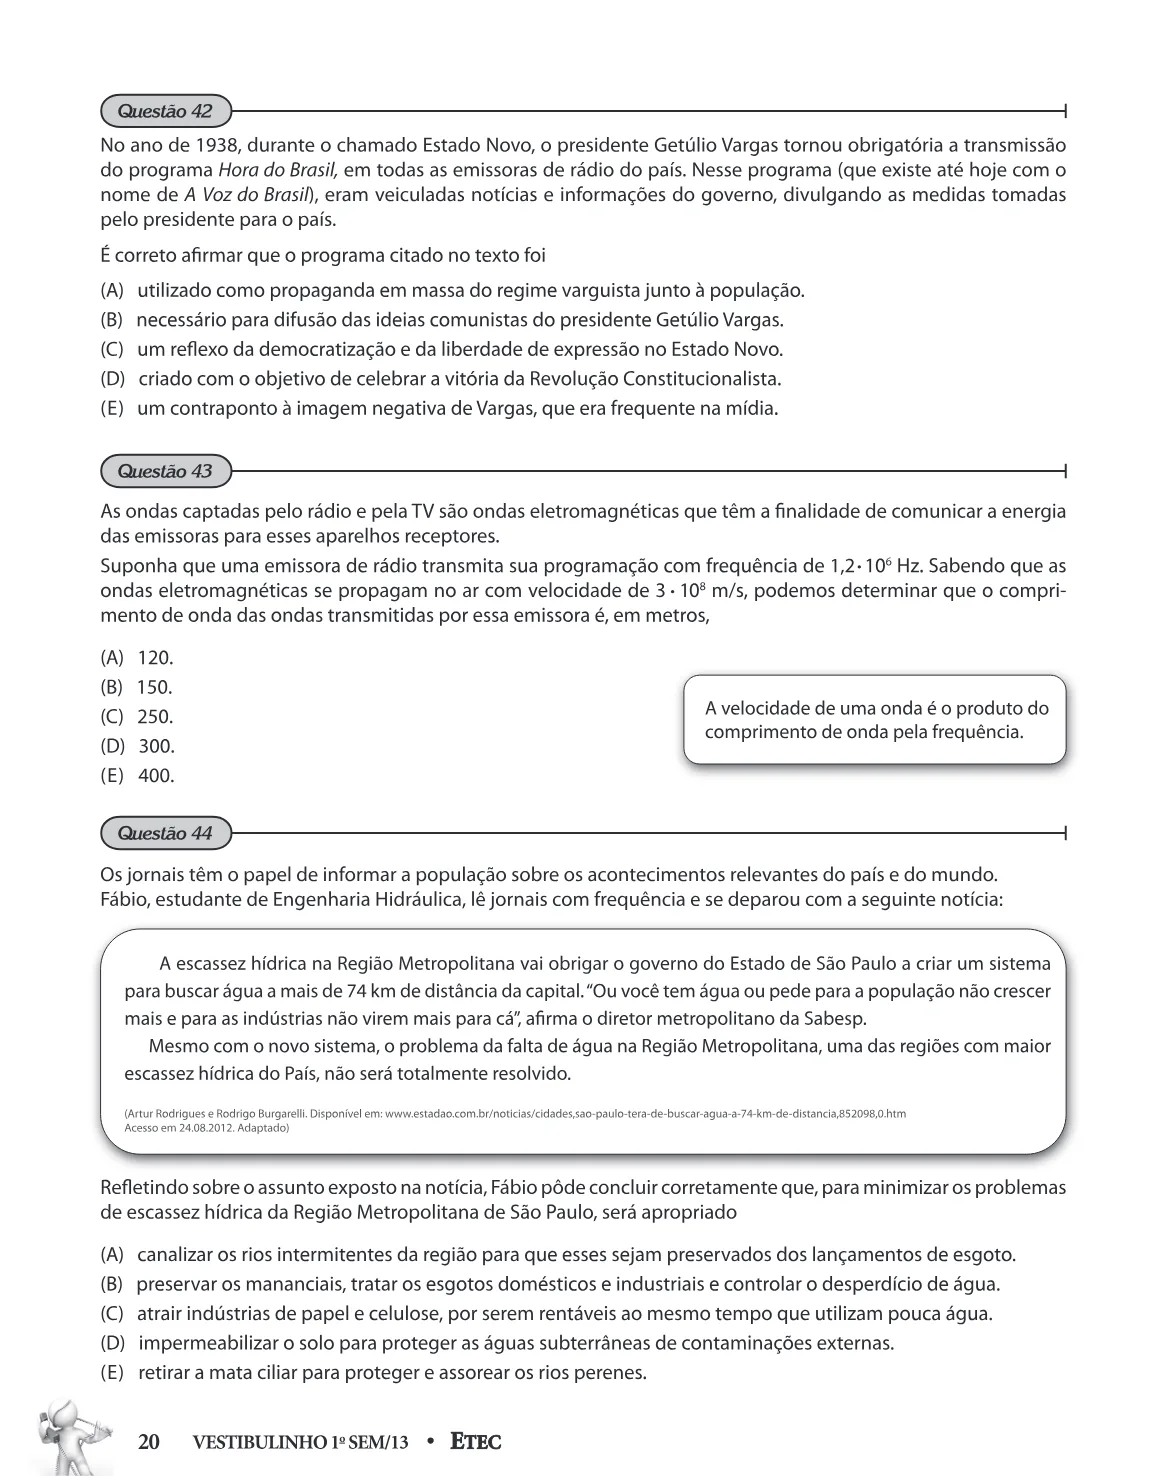 Questão 42
No ano de 1938, durante o chamado Estado Novo, o presidente Getúlio Vargas tornou obrigatória a transmissão
do programa Hora do Brasil, em todas as emissoras de rádio do país. Nesse programa (que existe até hoje com o
nome de A Voz do Brasil), eram veiculadas notícias e informações do governo, divulgando as medidas tomadas
pelo presidente para o país.
É correto afirmar que o programa citado no texto foi
(A) utilizado como propaganda em massa do regime varguista junto à população.
(B) necessário para difusão das ideias comunistas do presidente Getúlio Vargas.
(C) um reflexo da democratização e da liberdade de expressão no Estado Novo.
(D) criado com o objetivo de celebrar a vitória da Revolução Constitucionalista.
(E) um contraponto à imagem negativa de Vargas, que era frequente na mídia.
Questão 43
As ondas captadas pelo rádio e pela TV são ondas eletromagnéticas que têm a finalidade de comunicar a energia
das emissoras para esses aparelhos receptores.
Suponha que uma emissora de rádio transmita sua programação com frequência de 1,2 · 10⁶ Hz. Sabendo que as
ondas eletromagnéticas se propagam no ar com velocidade de 3 · 10⁸ m/s, podemos determinar que o compri-
mento de onda das ondas transmitidas por essa emissora é, em metros,
(A) 120.
(B) 150.
(C) 250.
(D) 300.
(E) 400.
A velocidade de uma onda é o produto do
comprimento de onda pela frequência.
Questão 44
Os jornais têm o papel de informar a população sobre os acontecimentos relevantes do país e do mundo.
Fábio, estudante de Engenharia Hidráulica, lê jornais com frequência e se deparou com a seguinte notícia:
A escassez hídrica na Região Metropolitana vai obrigar o governo do Estado de São Paulo a criar um sistema
para buscar água a mais de 74 km de distância da capital. “Ou você tem água ou pede para a população não crescer
mais e para as indústrias não virem mais para cá”, afirma o diretor metropolitano da Sabesp.
Mesmo com o novo sistema, o problema da falta de água na Região Metropolitana, uma das regiões com maior
escassez hídrica do País, não será totalmente resolvido.
(Artur Rodrigues e Rodrigo Burgarelli. Disponível em: www.estadao.com.br/noticias/cidades,sao-paulo-tera-de-buscar-agua-a-74-km-de-distancia,852098,0.htm
Acesso em 24.08.2012. Adaptado)
Refletindo sobre o assunto exposto na notícia, Fábio pôde concluir corretamente que, para minimizar os problemas
de escassez hídrica da Região Metropolitana de São Paulo, será apropriado
(A) canalizar os rios intermitentes da região para que esses sejam preservados dos lançamentos de esgoto.
(B) preservar os mananciais, tratar os esgotos domésticos e industriais e controlar o desperdício de água.
(C) atrair indústrias de papel e celulose, por serem rentáveis ao mesmo tempo que utilizam pouca água.
(D) impermeabilizar o solo para proteger as águas subterrâneas de contaminações externas.
(E) retirar a mata ciliar para proteger e assorear os rios perenes.
20 VESTIBULINHO 1º SEM/13 • ETEC